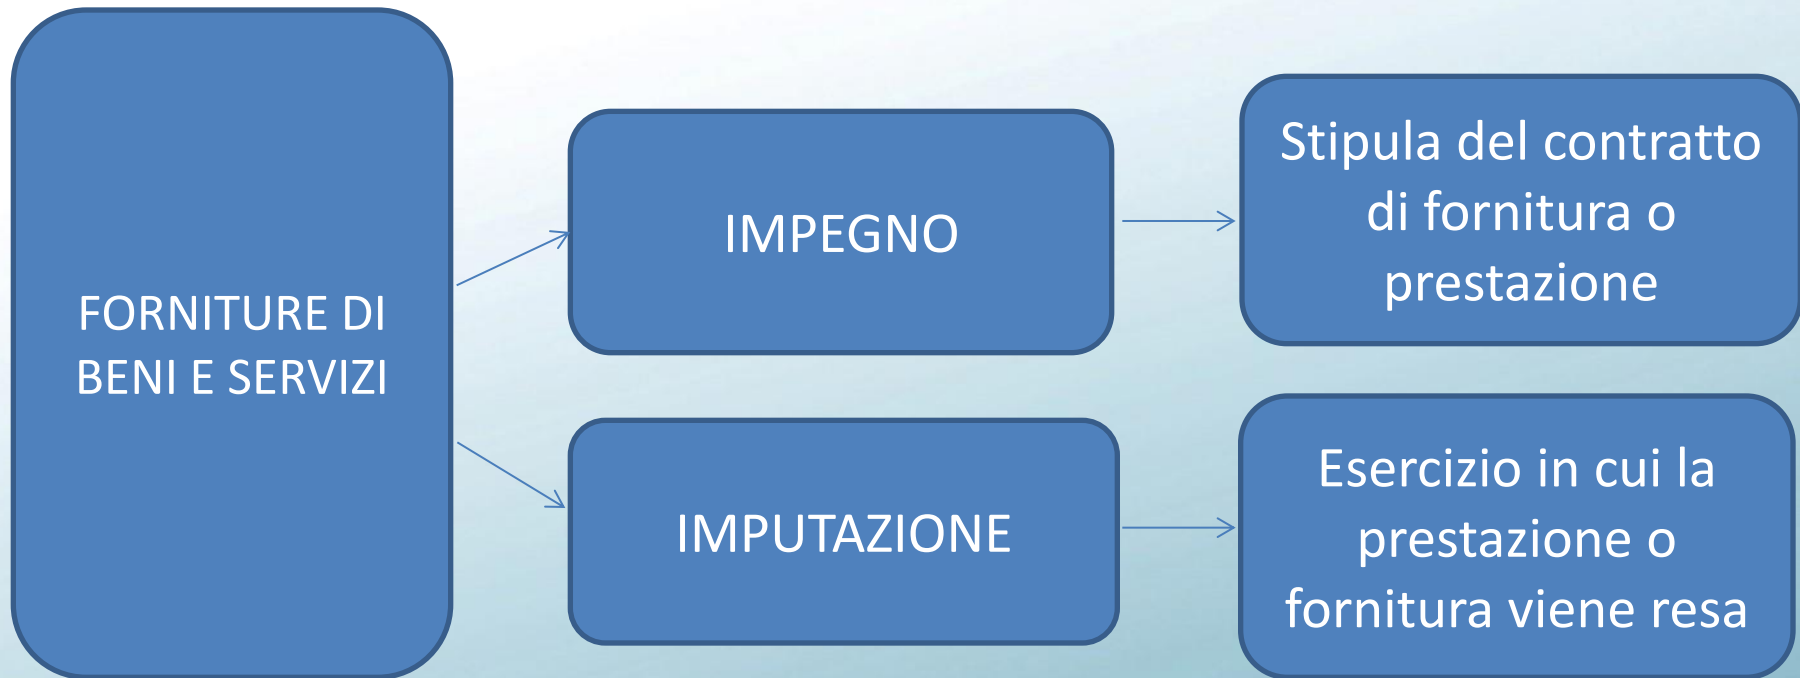 FORNITURE DI
BENI E SERVIZI
IMPEGNO
Stipula del contratto
di fornitura o
prestazione
IMPUTAZIONE
Esercizio in cui la
prestazione o
fornitura viene resa